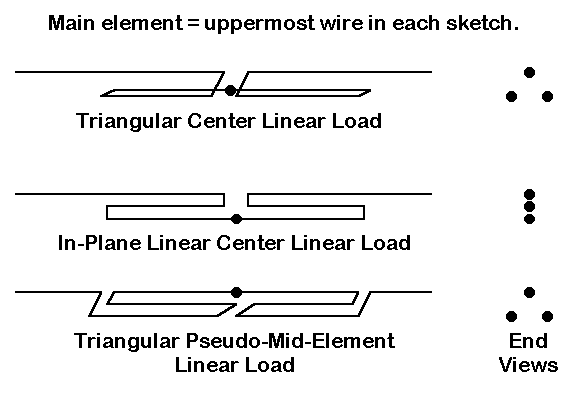 Main element = uppermost wire in each sketch.
Triangular Center Linear Load
In-Plane Linear Center Linear Load
Triangular Pseudo-Mid-Element
Linear Load
End
Views